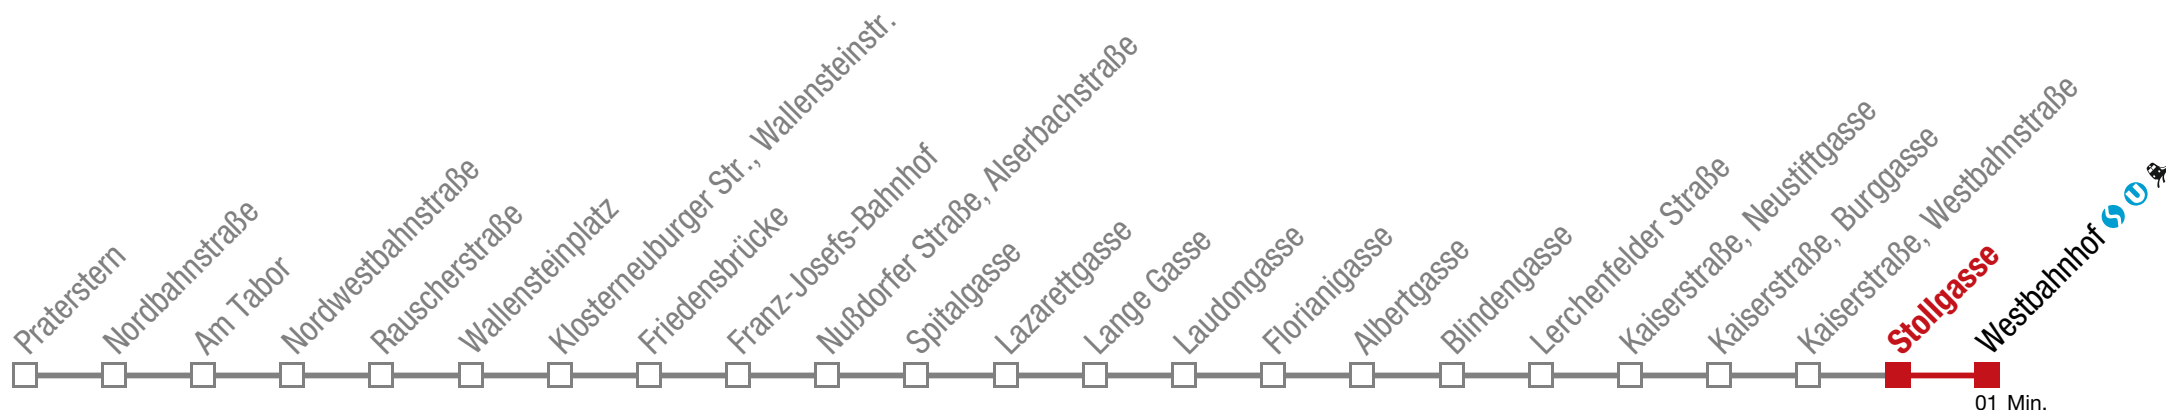 Praterstern
Nordbahnstraße
Am Tabor
Nordwestbahnstraße
Rauscherstraße
Wallensteinplatz
Klosterneuburger Str., Wallensteinstr.
Friedensbrücke
Franz-Josefs-Bahnhof
Nußdorfer Straße, Alserbachstraße
Spitalgasse
Lazarettgasse
Lange Gasse
Laudongasse
Florianigasse
Albertgasse
Blindengasse
Lerchenfelder Straße
Kaiserstraße, Neustiftgasse
Kaiserstraße, Burggasse
Kaiserstraße, Westbahnstraße
Stollgasse
Westbahnhof
01 Min.